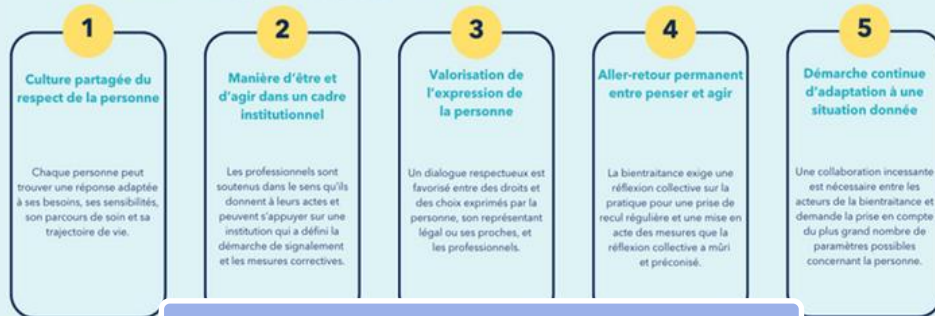 1
Culture partagée du
respect de la personne
Chaque personne peut
trouver une réponse adaptée
à ses besoins, ses sensibilités,
son parcours de soin et sa
trajectoire de vie.
2
Manière d'être et
d'agir dans un cadre
institutionnel
Les professionnels sont
soutenus dans le sens qu'ils
donnent à leurs actes et
peuvent s'appuyer sur une
institution qui a défini la
démarche de signalement
et les mesures correctives.
3
Valorisation de
l'expression de
la personne
Un dialogue respectueux est
favorisé entre des droits et
des choix exprimés par la
personne, son représentant
légal ou ses proches, et
les professionnels.
4
Aller-retour permanent
entre penser et agir
La bientraitance exige une
réflexion collective sur la
pratique pour une prise de
recul régulière et une mise en
acte des mesures que la
réflexion collective a mûri
et préconisé.
5
Démarche continue
d'adaptation à une
situation donnée
Une collaboration incessante
est nécessaire entre les
acteurs de la bientraitance et
demande la prise en compte
du plus grand nombre de
paramètres possibles
concernant la personne.